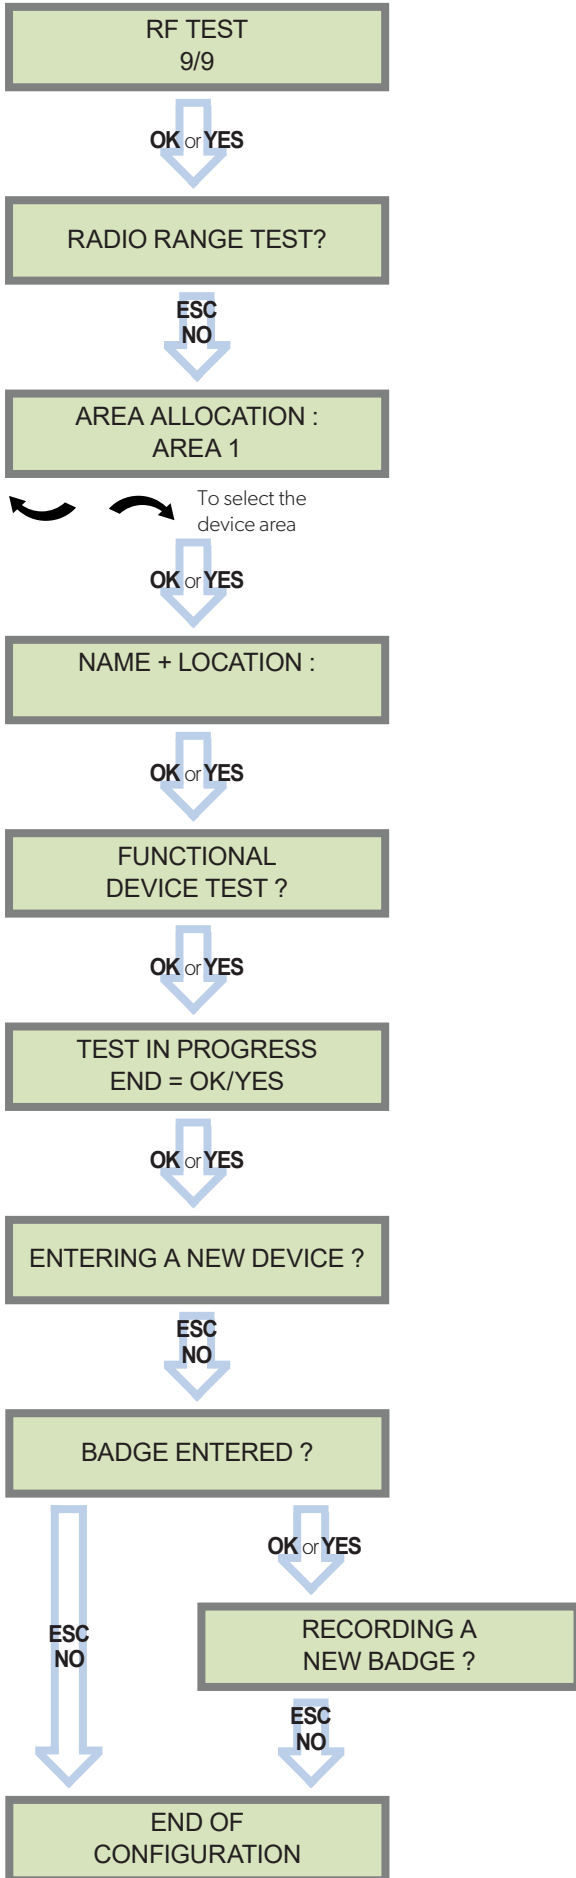 RF TEST
9/9
OK or YES
RADIO RANGE TEST?
ESC
NO
AREA ALLOCATION :
AREA 1
To select the
device area
OK or YES
NAME + LOCATION :
OK or YES
FUNCTIONAL
DEVICE TEST ?
OK or YES
TEST IN PROGRESS
END = OK/YES
OK or YES
ENTERING A NEW DEVICE ?
ESC
NO
BADGE ENTERED ?
OK or YES
ESC
NO
RECORDING A
NEW BADGE ?
ESC
NO
END OF
CONFIGURATION